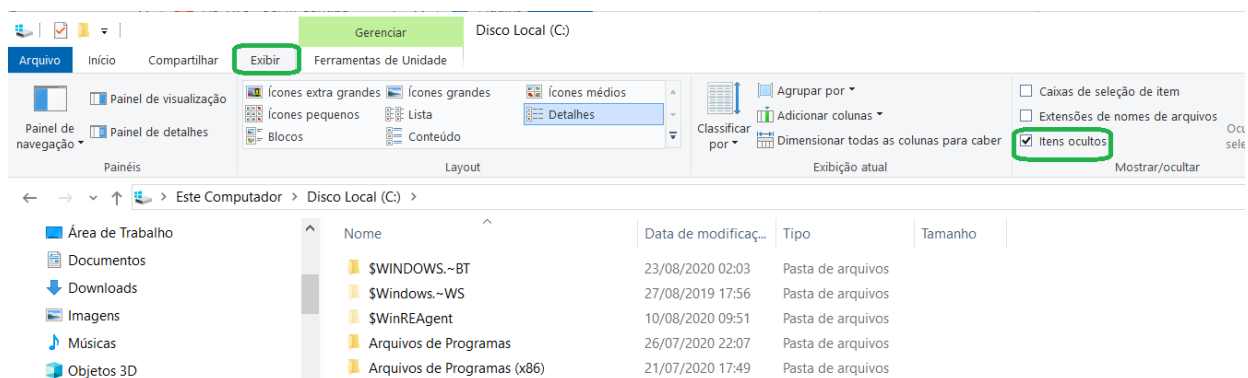 Gerenciar Disco Local (C:)
Arquivo Início Compartilhar Exibir Ferramentas de Unidade
Painel de navegação
Painel de visualização
Painel de detalhes
Painéis
Ícones extra grandes Ícones grandes Ícones médios
Ícones pequenos Lista Detalhes
Blocos Conteúdo
Layout
Classificar por
Agrupar por
Adicionar colunas
Dimensionar todas as colunas para caber
Exibição atual
Caixas de seleção de item
Extensões de nomes de arquivos
Itens ocultos
Mostrar/ocultar
Este Computador > Disco Local (C:) >
Área de Trabalho
Documentos
Downloads
Imagens
Músicas
Objetos 3D
Nome Data de modificaç... Tipo Tamanho
$WINDOWS.~BT 23/08/2020 02:03 Pasta de arquivos
$Windows.~WS 27/08/2019 17:56 Pasta de arquivos
$WinREAgent 10/08/2020 09:51 Pasta de arquivos
Arquivos de Programas 26/07/2020 22:07 Pasta de arquivos
Arquivos de Programas (x86) 21/07/2020 17:49 Pasta de arquivos